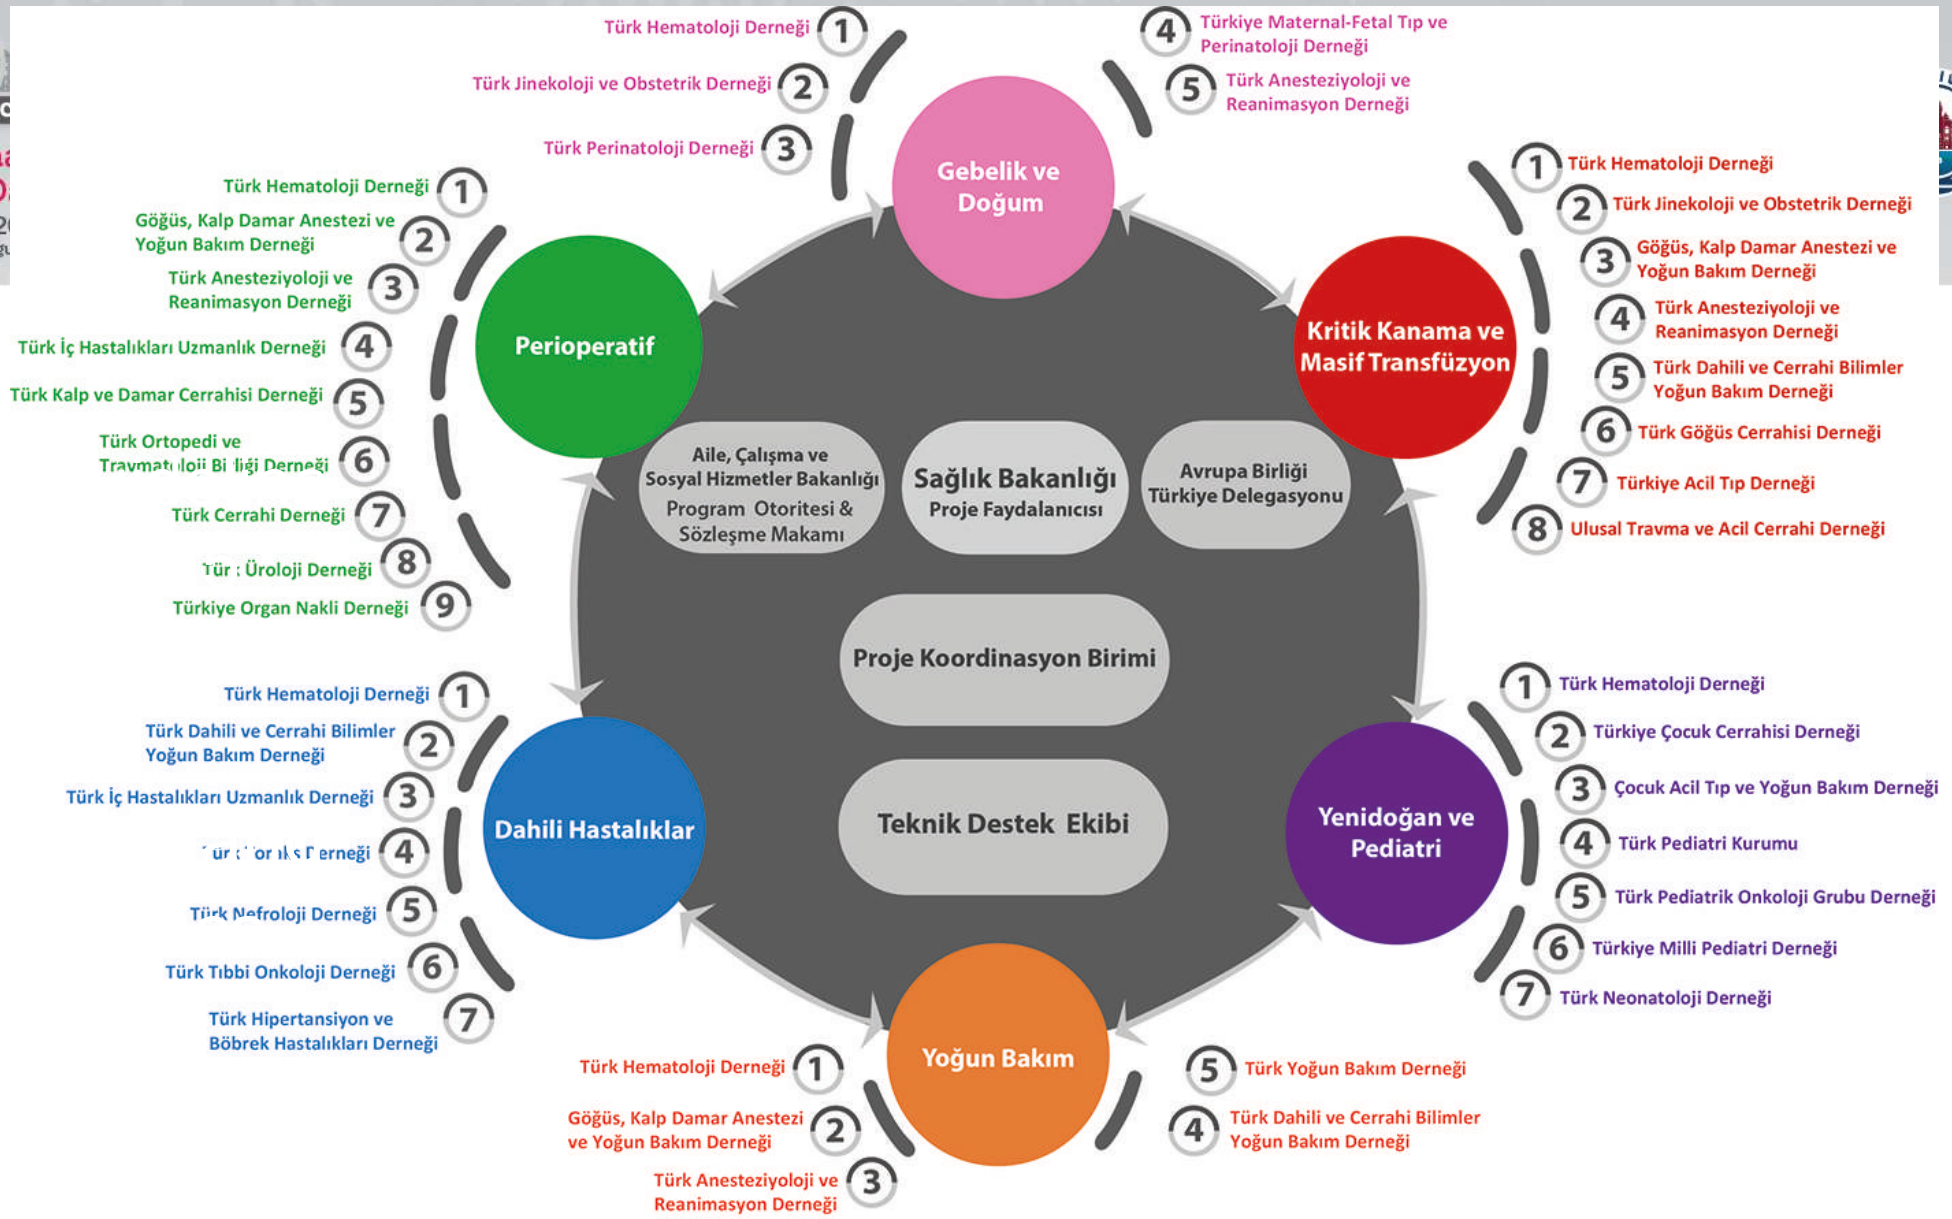 Türk Hematoloji Derneği 1
Türk Jinekoloji ve Obstetrik Derneği 2
Türk Perinatoloji Derneği 3
4 Türkiye Maternal-Fetal Tıp ve
Perinatoloji Derneği
5 Türk Anesteziyoloji ve
Reanimasyon Derneği
Gebelik ve
Doğum
1 Türk Hematoloji Derneği
2 Türk Jinekoloji ve Obstetrik Derneği
3 Göğüs, Kalp Damar Anestezi ve
Yoğun Bakım Derneği
4 Türk Anesteziyoloji ve
Reanimasyon Derneği
5 Türk Dahili ve Cerrahi Bilimler
Yoğun Bakım Derneği
6 Türk Göğüs Cerrahisi Derneği
7 Türkiye Acil Tıp Derneği
8 Ulusal Travma ve Acil Cerrahi Derneği
Kritik Kanama ve
Masif Transfüzyon
Türk Hematoloji Derneği 1
Göğüs, Kalp Damar Anestezi ve
Yoğun Bakım Derneği 2
Türk Anesteziyoloji ve
Reanimasyon Derneği 3
Türk İç Hastalıkları Uzmanlık Derneği 4
Türk Kalp ve Damar Cerrahisi Derneği 5
Türk Ortopedi ve
Derneği 6
Türk Cerrahi Derneği 7
Üroloji Derneği 8
Türkiye Organ Nakli Derneği 9
Perioperatif
Aile, Çalışma ve
Sosyal Hizmetler Bakanlığı
Program Otoritesi &
Sözleşme Makamı
Sağlık Bakanlığı
Proje Faydalanıcısı
Avrupa Birliği
Türkiye Delegasyonu
Proje Koordinasyon Birimi
Teknik Destek Ekibi
Türk Hematoloji Derneği 1
Türk Dahili ve Cerrahi Bilimler
Yoğun Bakım Derneği 2
Türk İç Hastalıkları Uzmanlık Derneği 3
Derneği 4
Türk Nefroloji Derneği 5
Türk Tıbbi Onkoloji Derneği 6
Türk Hipertansiyon ve
Böbrek Hastalıkları Derneği 7
Dahili Hastalıklar
1 Türk Hematoloji Derneği
2 Türkiye Çocuk Cerrahisi Derneği
3 Çocuk Acil Tıp ve Yoğun Bakım Derneği
4 Türk Pediatri Kurumu
5 Türk Pediatrik Onkoloji Grubu Derneği
6 Türkiye Milli Pediatri Derneği
7 Türk Neonatoloji Derneği
Yenidoğan ve
Pediatri
Yoğun Bakım
Türk Hematoloji Derneği 1
Göğüs, Kalp Damar Anestezi
ve Yoğun Bakım Derneği 2
Türk Anesteziyoloji ve
Reanimasyon Derneği 3
5 Türk Yoğun Bakım Derneği
4 Türk Dahili ve Cerrahi Bilimler
Yoğun Bakım Derneği